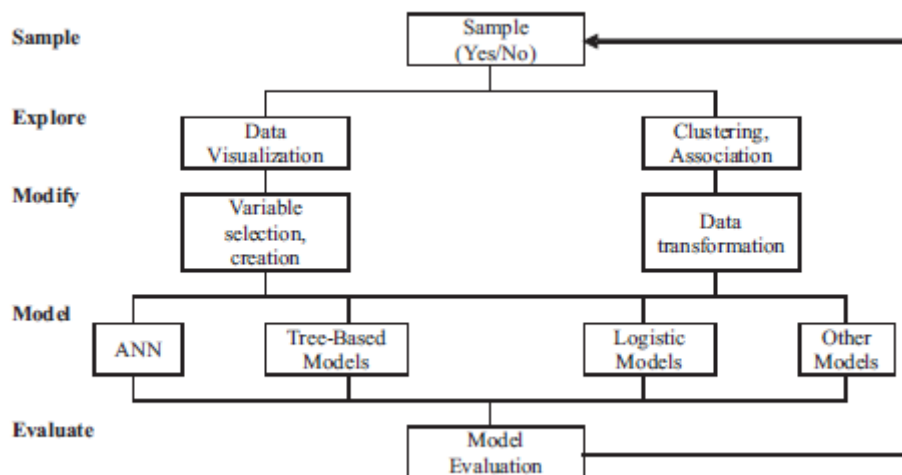 Sample
Sample
(Yes/No)
Explore
Data
Visualization
Clustering,
Association
Modify
Variable
selection,
creation
Data
transformation
Model
ANN
Tree-Based
Models
Logistic
Models
Other
Models
Evaluate
Model
Evaluation